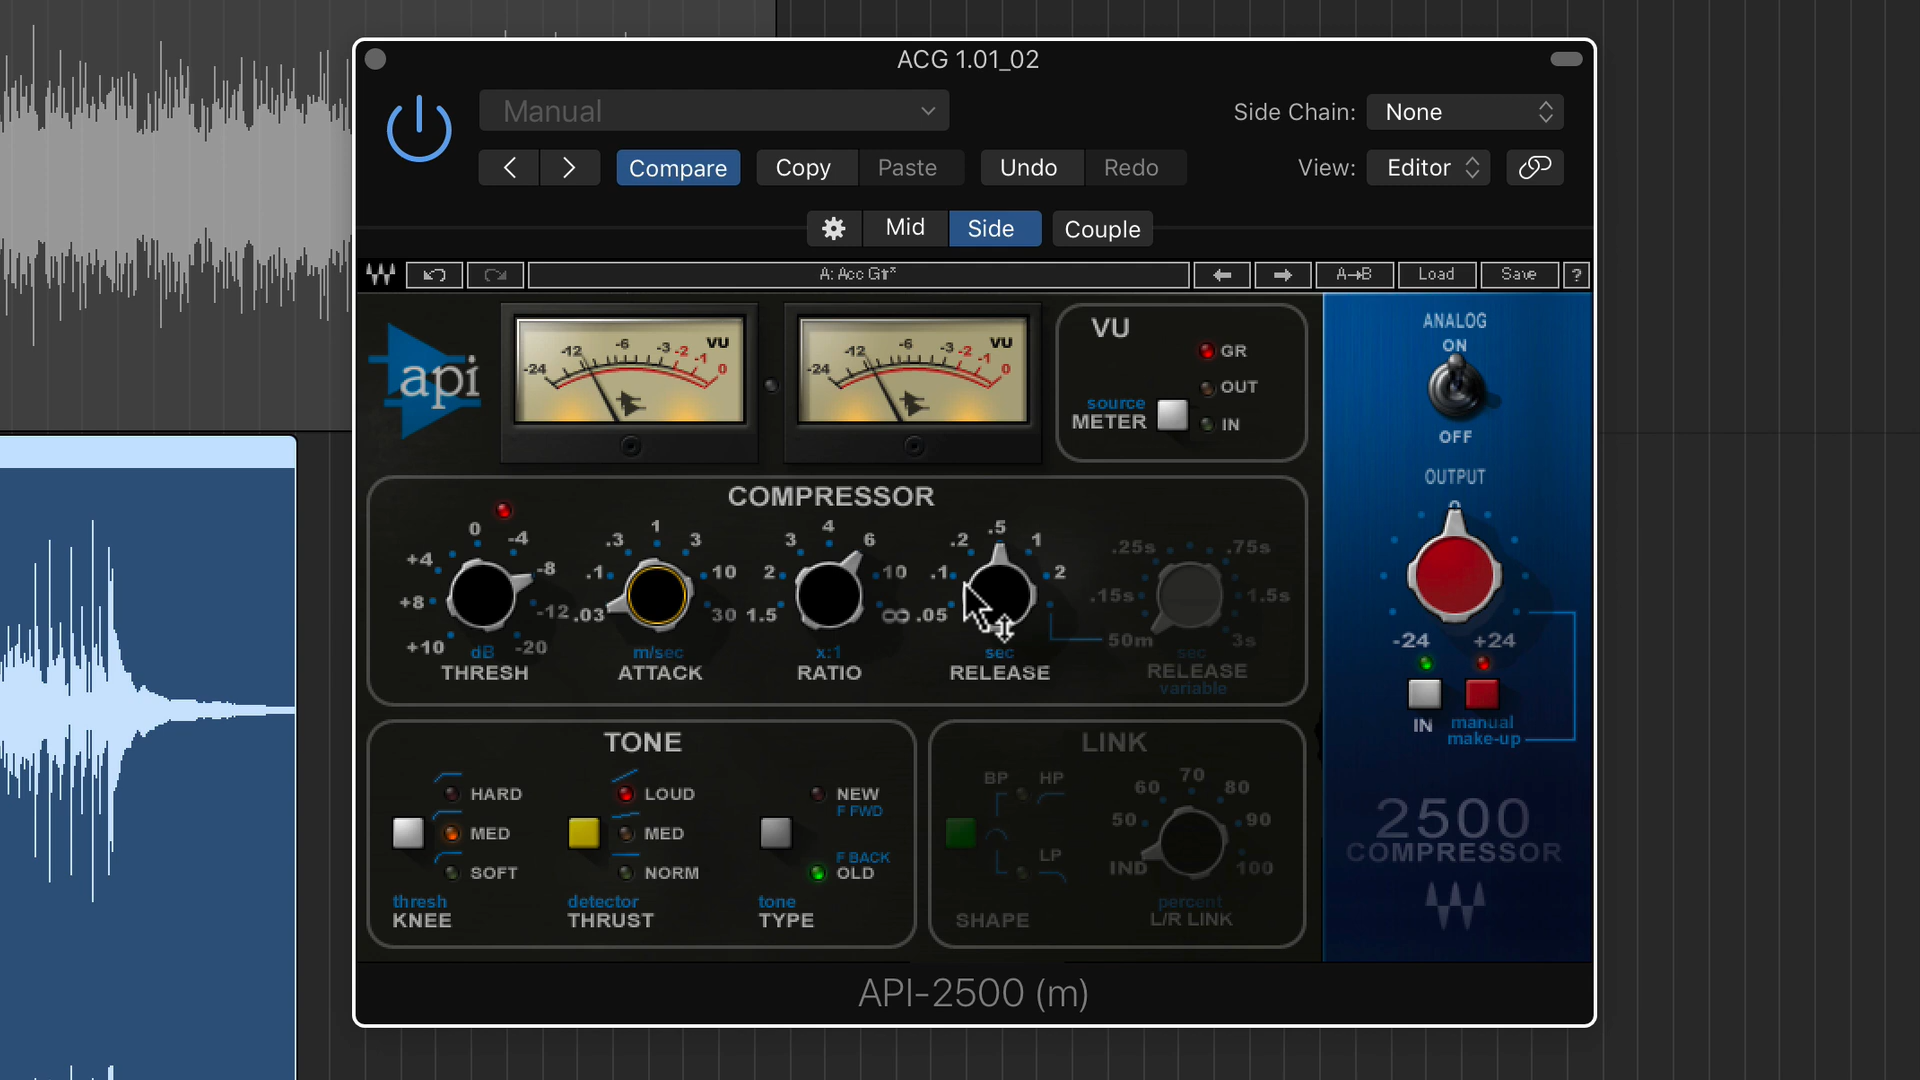 ACG 1.01_02
Manual
Side Chain: None
Compare Copy Paste Undo Redo
View: Editor
Mid Side Couple
A: Acc Gtr*
A→B Load Save ?
api
-24 -12 -6 -3 -2 -1 0 VU
-24 -12 -6 -3 -2 -1 0 VU
VU
GR
OUT
IN
source
METER
ANALOG
ON
OFF
OUTPUT
0
-24 +24
IN
manual
make-up
COMPRESSOR
+10 +8 +4 0 -4 -8 -12 -20
dB
THRESH
.03 .1 .3 1 3 10 30
m/sec
ATTACK
1.5 2 3 4 6 10 ∞
x:1
RATIO
.05 .1 .2 .5 1 2
sec
RELEASE
50m .15s .25s .75s 1.5s 3s
sec
RELEASE
variable
TONE
HARD
MED
SOFT
thresh
KNEE
LOUD
MED
NORM
detector
THRUST
NEW
F FWD
F BACK
OLD
tone
TYPE
LINK
BP HP
LP
SHAPE
IND 50 60 70 80 90 100
percent
L/R LINK
2500
COMPRESSOR
API-2500 (m)